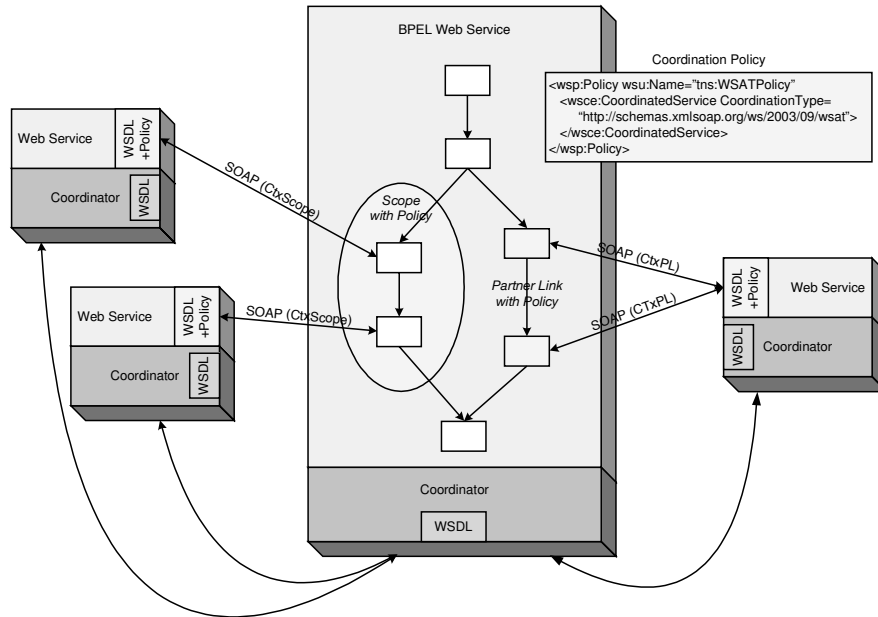 BPEL Web Service
Coordination Policy
<wsp:Policy wsu:Name="tns:WSATPolicy"
<wsce:CoordinatedService CoordinationType=
"http://schemas.xmlsoap.org/ws/2003/09/wsat">
</wsce:CoordinatedService>
</wsp:Policy>
Web Service
WSDL
+Policy
Coordinator
WSDL
SOAP (CtxScope)
Web Service
WSDL
+Policy
Coordinator
WSDL
SOAP (CtxScope)
Scope
with Policy
Partner Link
with Policy
SOAP (CtxPL)
SOAP (CTxPL)
WSDL
+Policy
Web Service
WSDL
Coordinator
Coordinator
WSDL